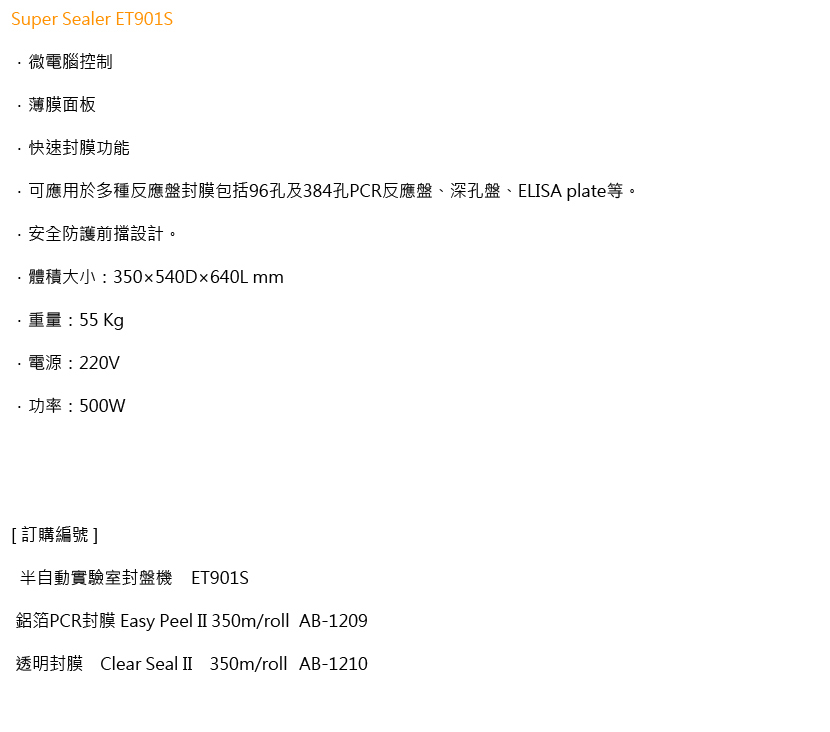 Super Sealer ET901S
· 微電腦控制
· 薄膜面板
· 快速封膜功能
· 可應用於多種反應盤封膜包括96孔及384孔PCR反應盤、深孔盤、ELISA plate等。
· 安全防護前擋設計。
· 體積大小：350×540D×640L mm
· 重量：55 Kg
· 電源：220V
· 功率：500W
[ 訂購編號 ]
半自動實驗室封盤機 ET901S
鋁箔PCR封膜 Easy Peel II 350m/roll AB-1209
透明封膜 Clear Seal II 350m/roll AB-1210